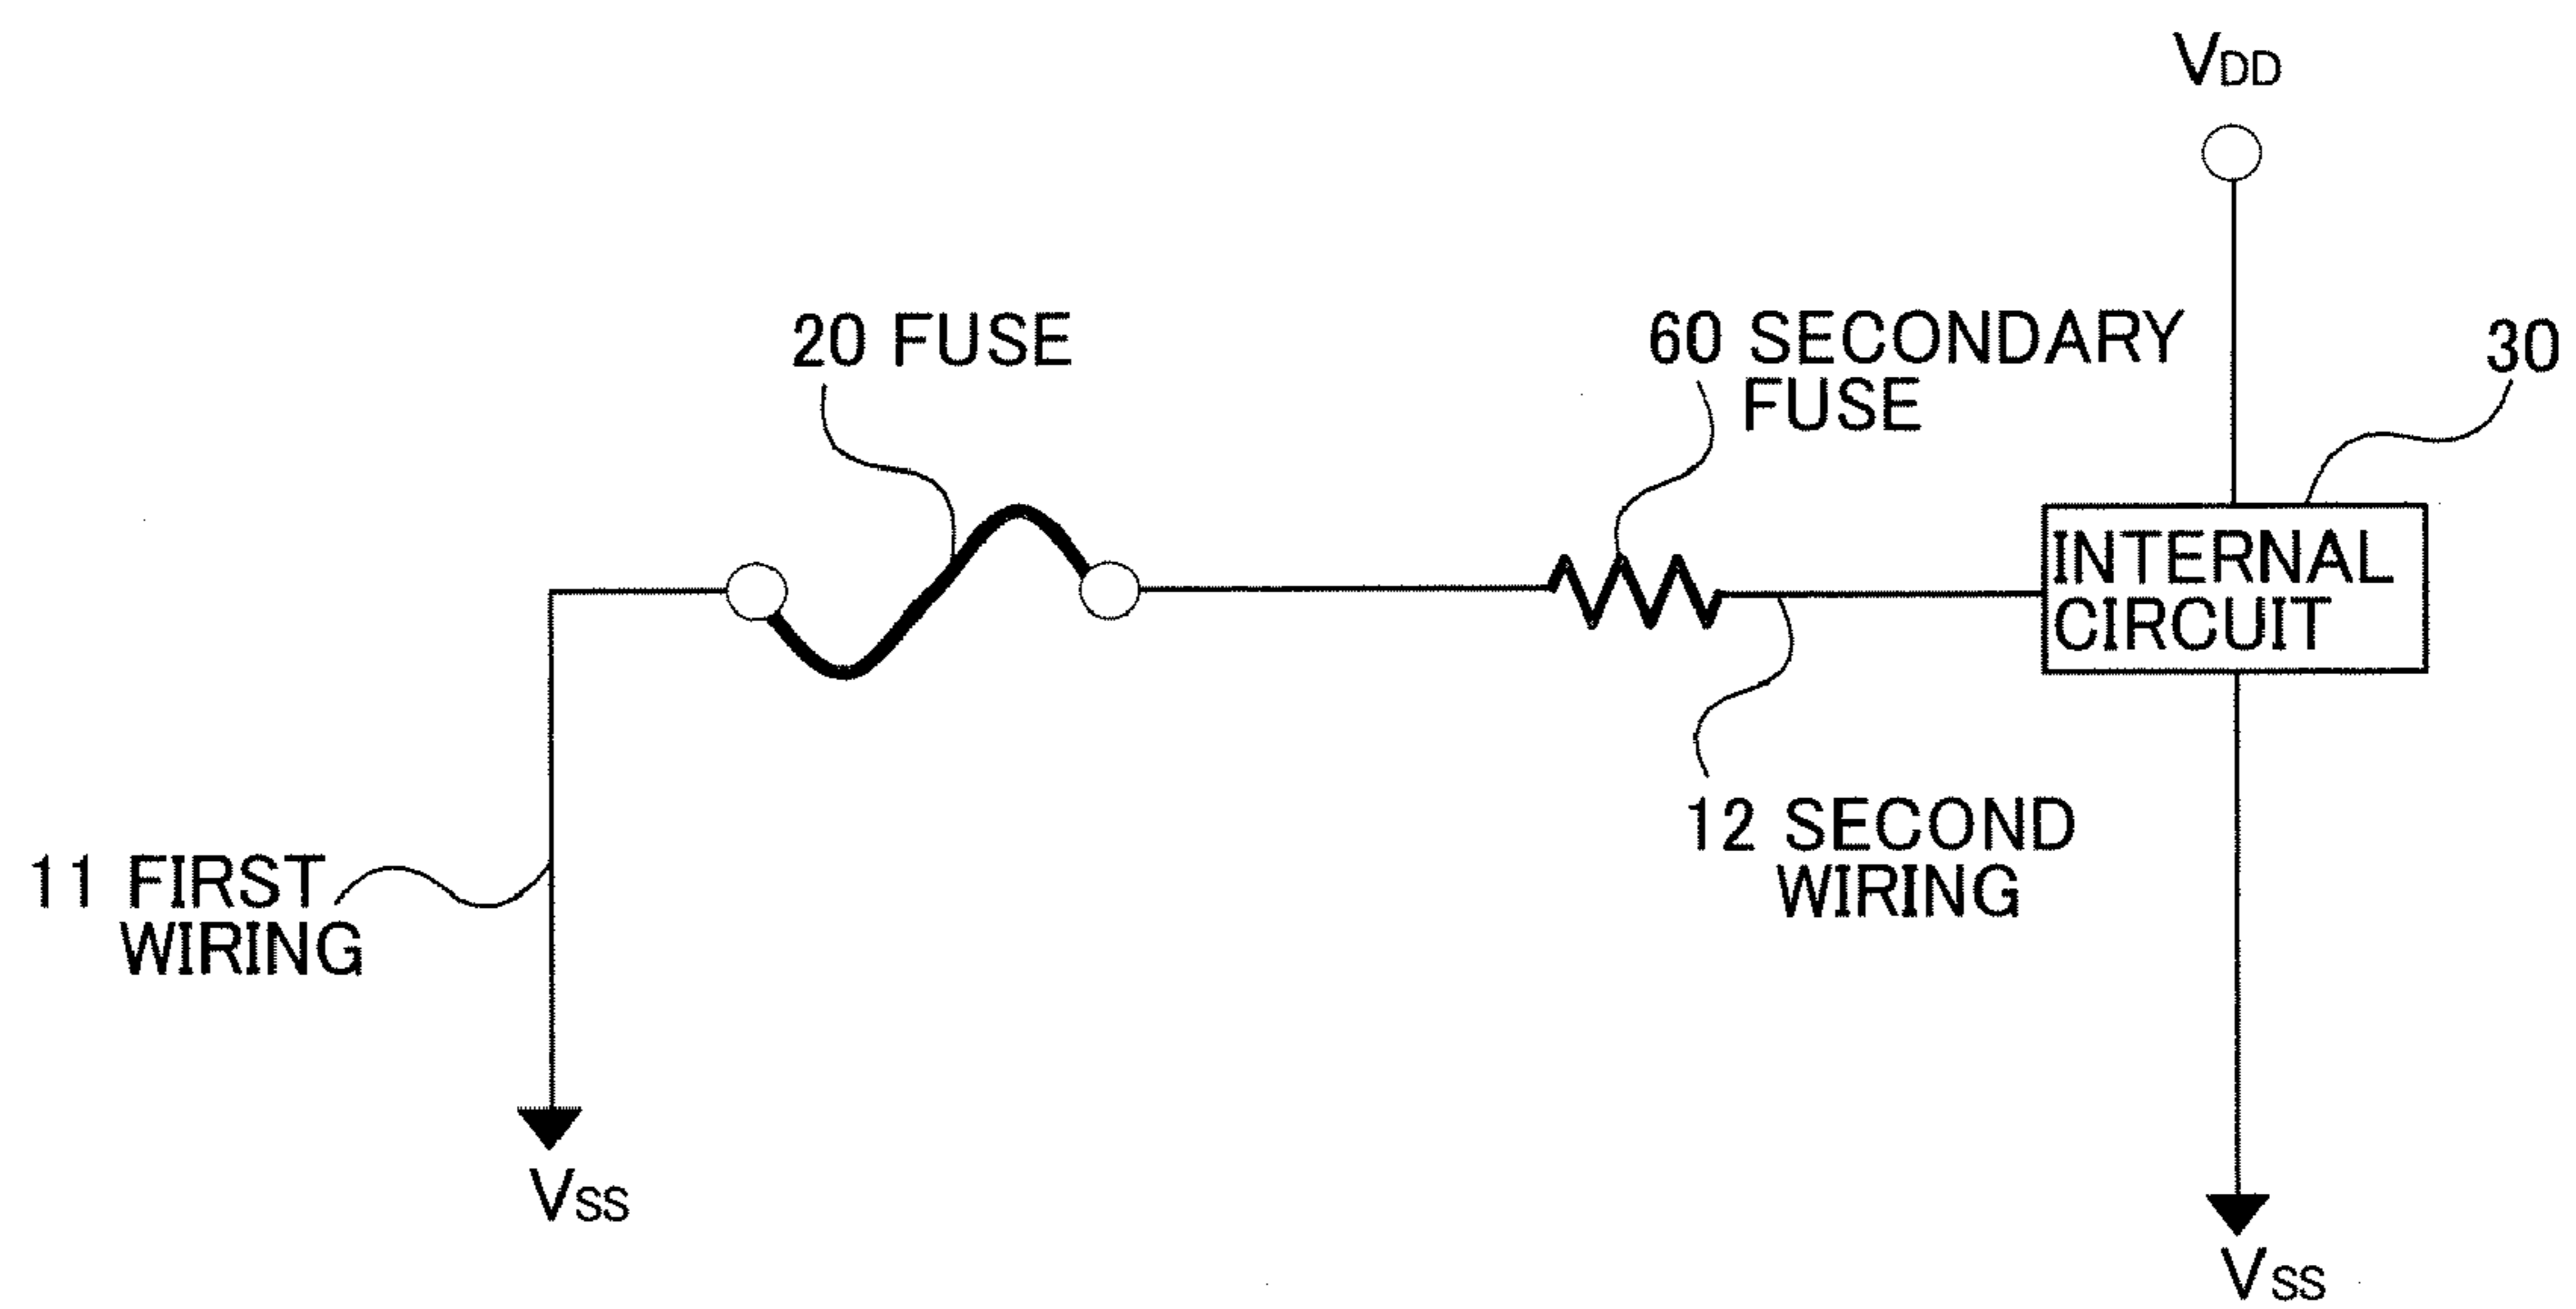 VDD
20 FUSE
60 SECONDARY
FUSE
30
INTERNAL
CIRCUIT
12 SECOND
WIRING
11 FIRST
WIRING
VSS
VSS